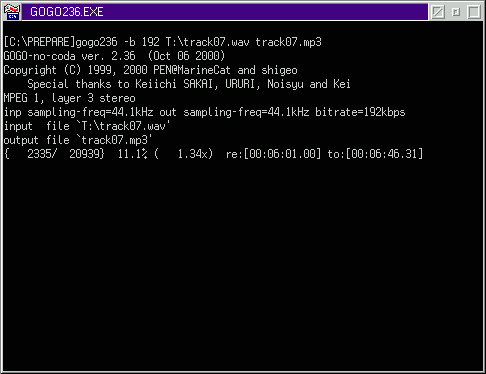 GOGO236.EXE
[C:\PREPARE]gogo236 -b 192 T:\track07.wav track07.mp3
GOGO-no-coda ver. 2.36  (Oct 06 2000)
Copyright (C) 1999, 2000 PEN@MarineCat and shigeo
    Special thanks to Keiichi SAKAI, URURI, Noisyu and Kei
MPEG 1, layer 3 stereo
inp sampling-freq=44.1kHz out sampling-freq=44.1kHz bitrate=192kbps
input  file `T:\track07.wav'
output file `track07.mp3'
{   2335/  20939}  11.1% (   1.34x)  re:[00:06:01.00] to:[00:06:46.31]